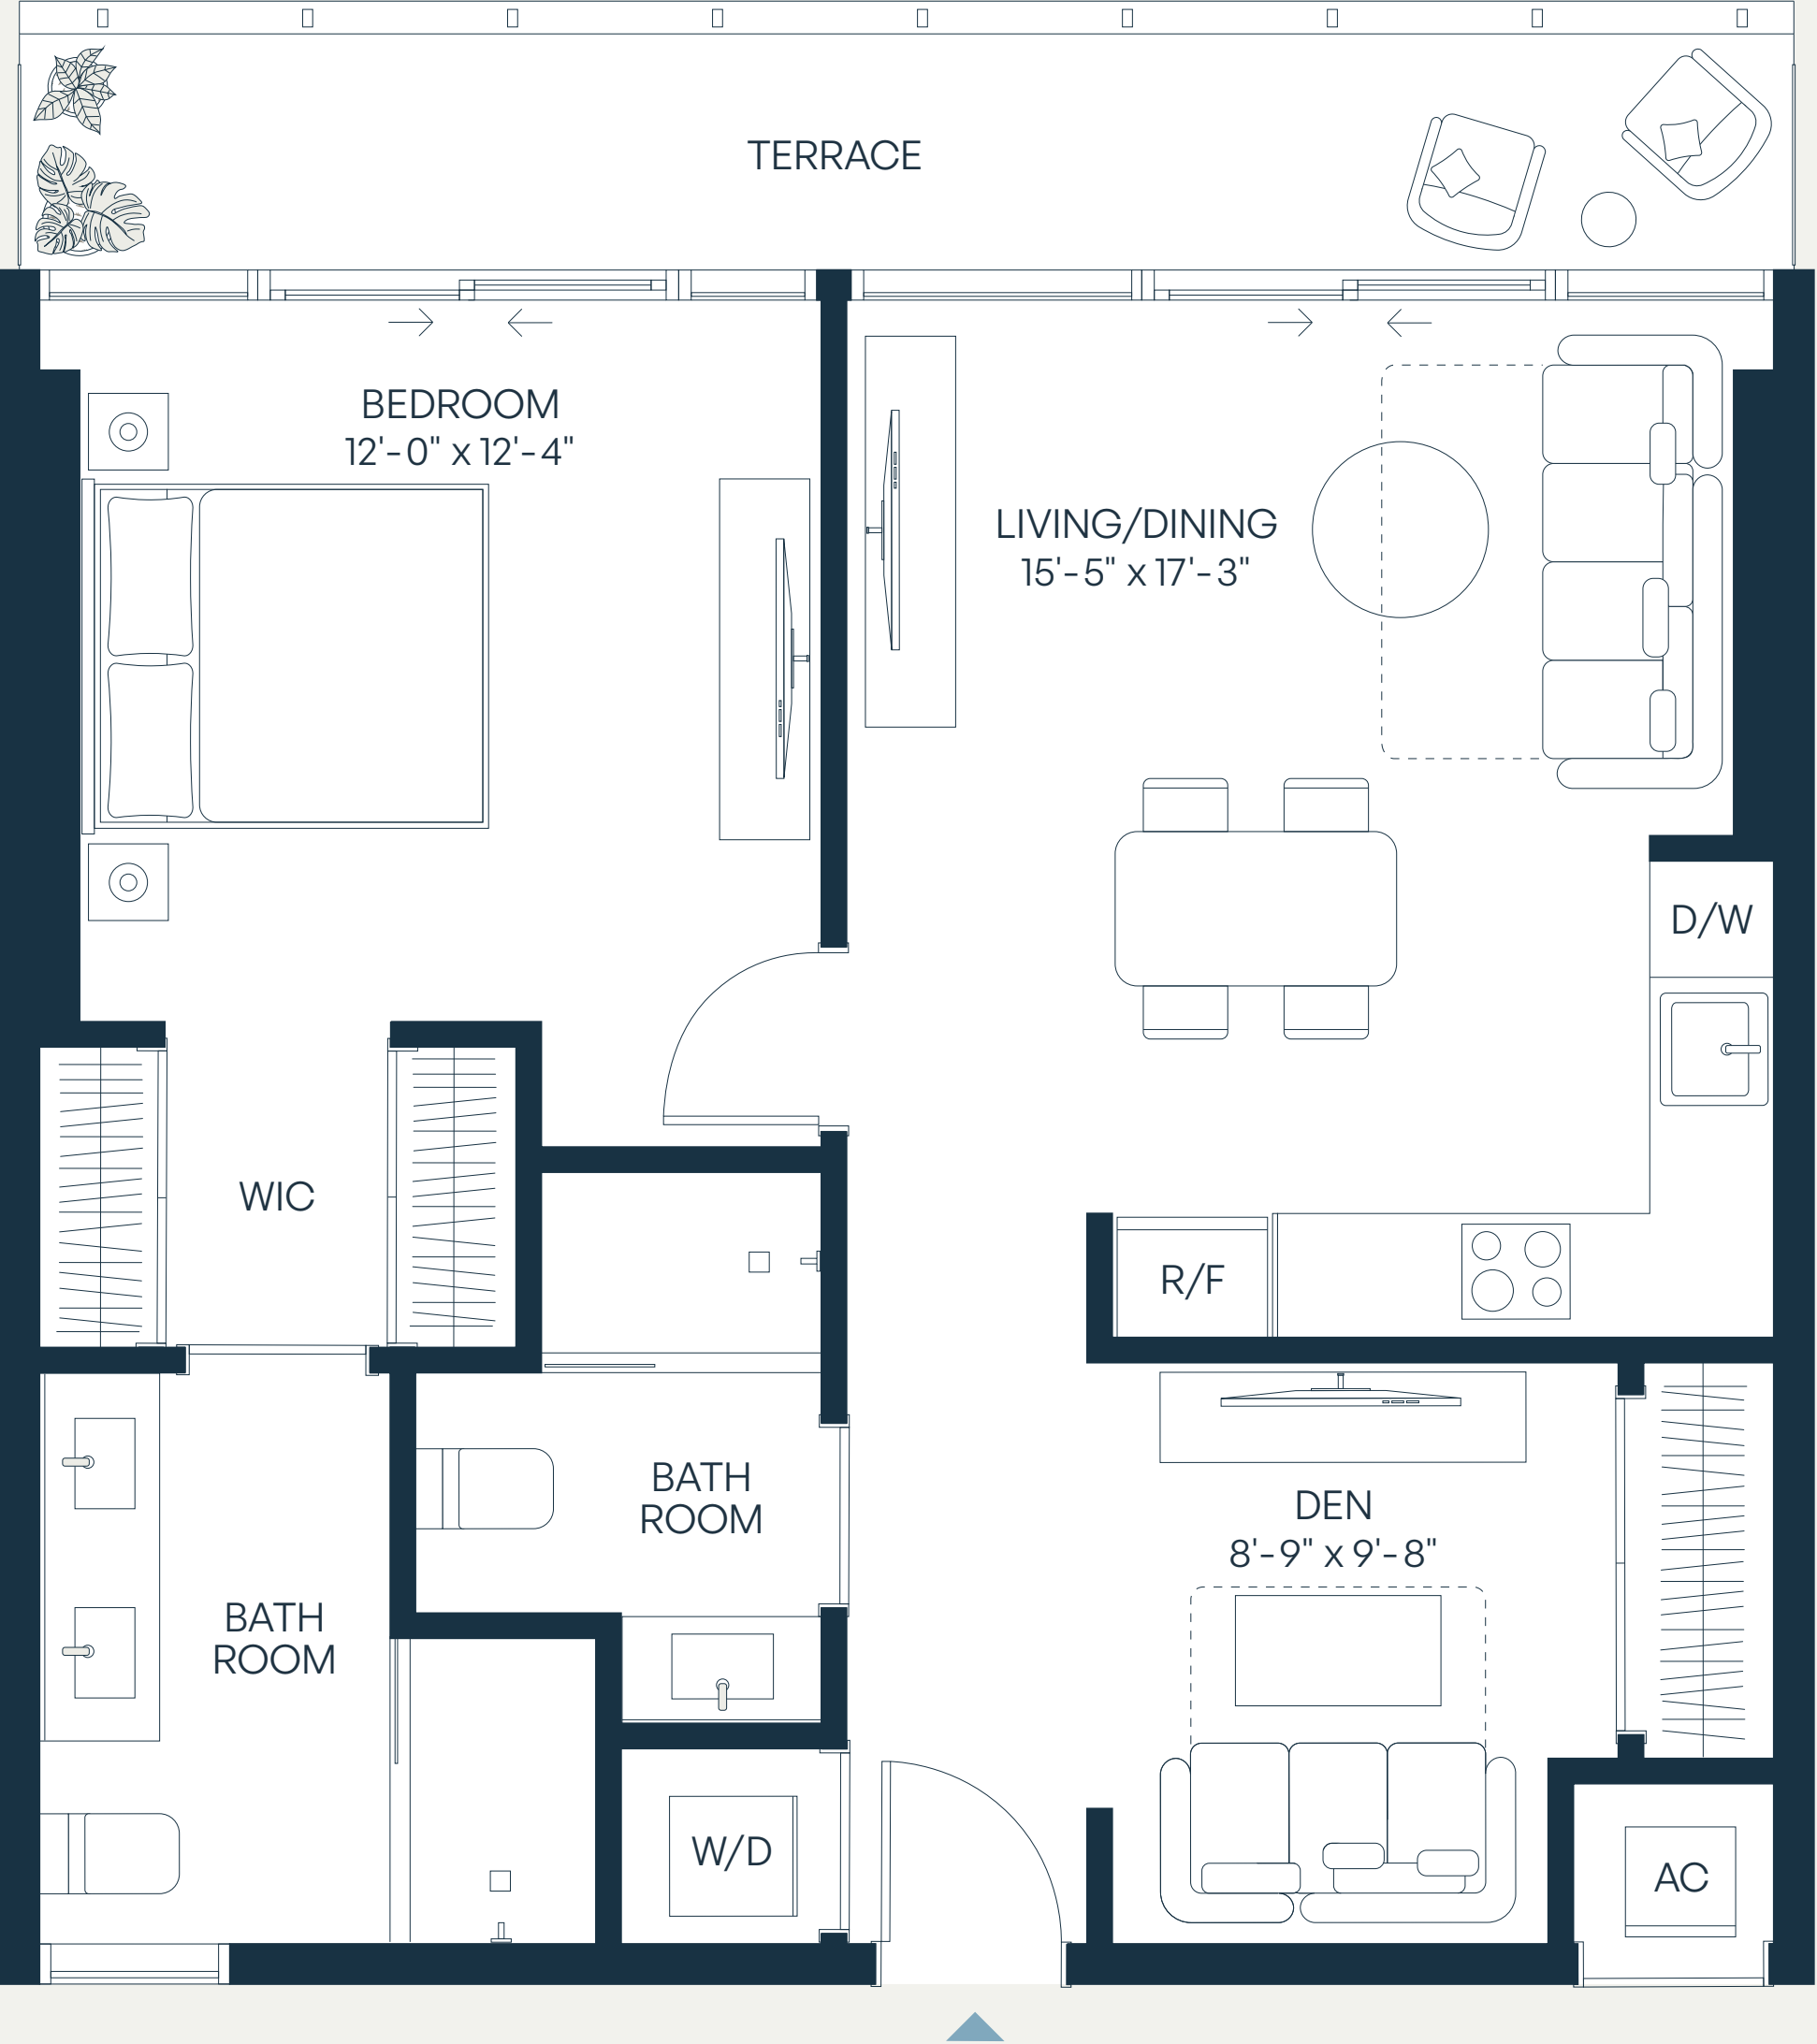 TERRACE
BEDROOM
12'-0" x 12'-4"
LIVING/DINING
15'-5" x 17'-3"
D/W
WIC
R/F
BATH
ROOM
DEN
8'-9" x 9'-8"
BATH
ROOM
W/D
AC